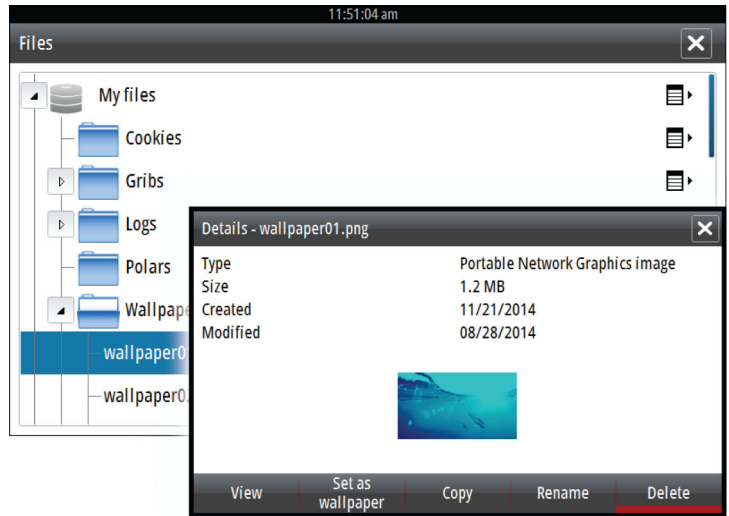 11:51:04 am
Files
My files
Cookies
Gribs
Logs
Polars
Details - wallpaper01.png
Type Portable Network Graphics image
Size 1.2 MB
Created 11/21/2014
Modified 08/28/2014
View Set as wallpaper Copy Rename Delete